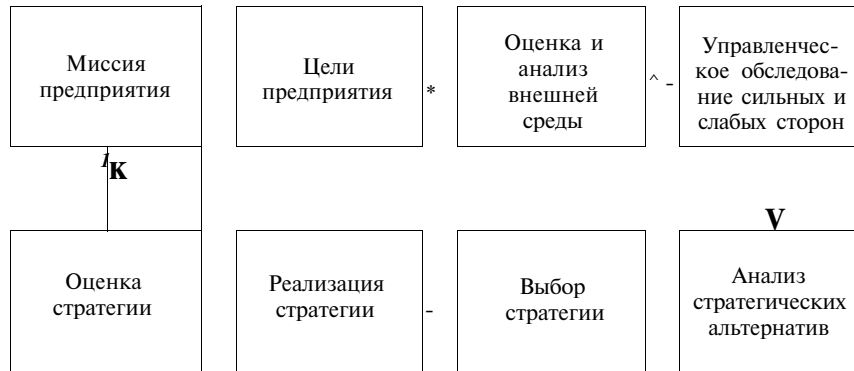 Миссия
предприятия
Цели
предприятия
*
Оценка и
анализ
внешней
среды
^ -
Управленчес-
кое обследова-
ние сильных и
слабых сторон
1К
V
Оценка
стратегии
Реализация
стратегии
-
Выбор
стратегии
Анализ
стратегических
альтернатив